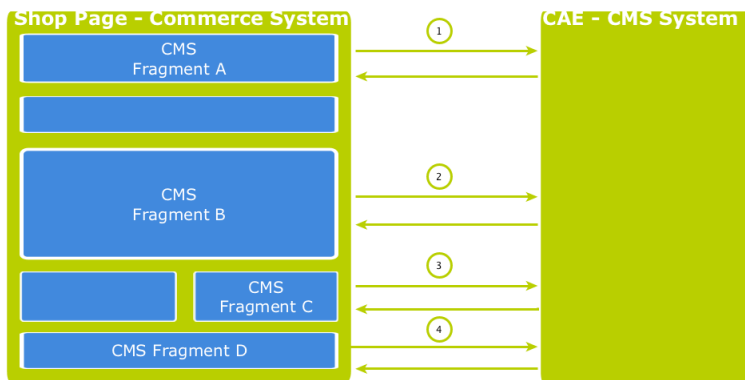 Shop Page - Commerce System
CAE - CMS System
CMS
Fragment A
1
CMS
Fragment B
2
CMS
Fragment C
3
CMS Fragment D
4